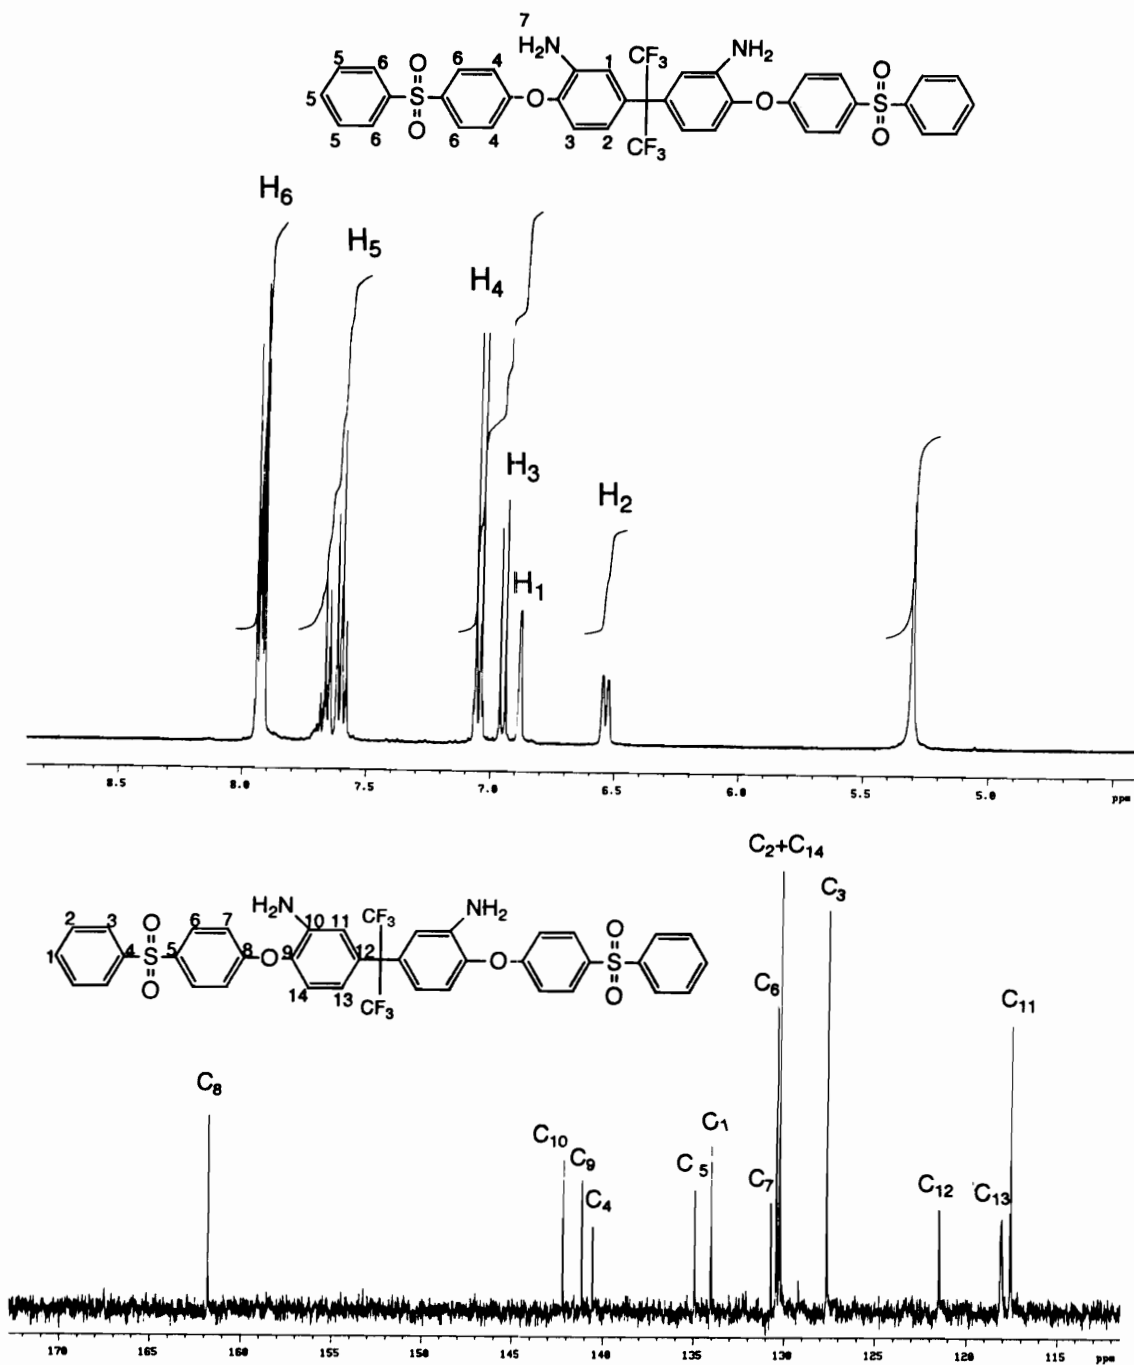 7
H₂N NH₂
5 6 O 6 4 1 CF₃ O
5 S O O S
5 6 O 6 4 3 2 CF₃ O
H₆
H₅
H₄
H₃
H₂
H₁
8.5 8.0 7.5 7.0 6.5 6.0 5.5 5.0 ppm
C₂+C₁₄
C₃
H₂N NH₂
2 3 O 6 7 10 11 CF₃ O
1 4 S 5 8 O 9 12 O S
O 14 13 CF₃ O
C₆
C₁₁
C₈
C₁₀ C₉ C₄ C₅ C₁ C₇ C₁₂ C₁₃
170 165 160 155 150 145 140 135 130 125 120 115 ppm